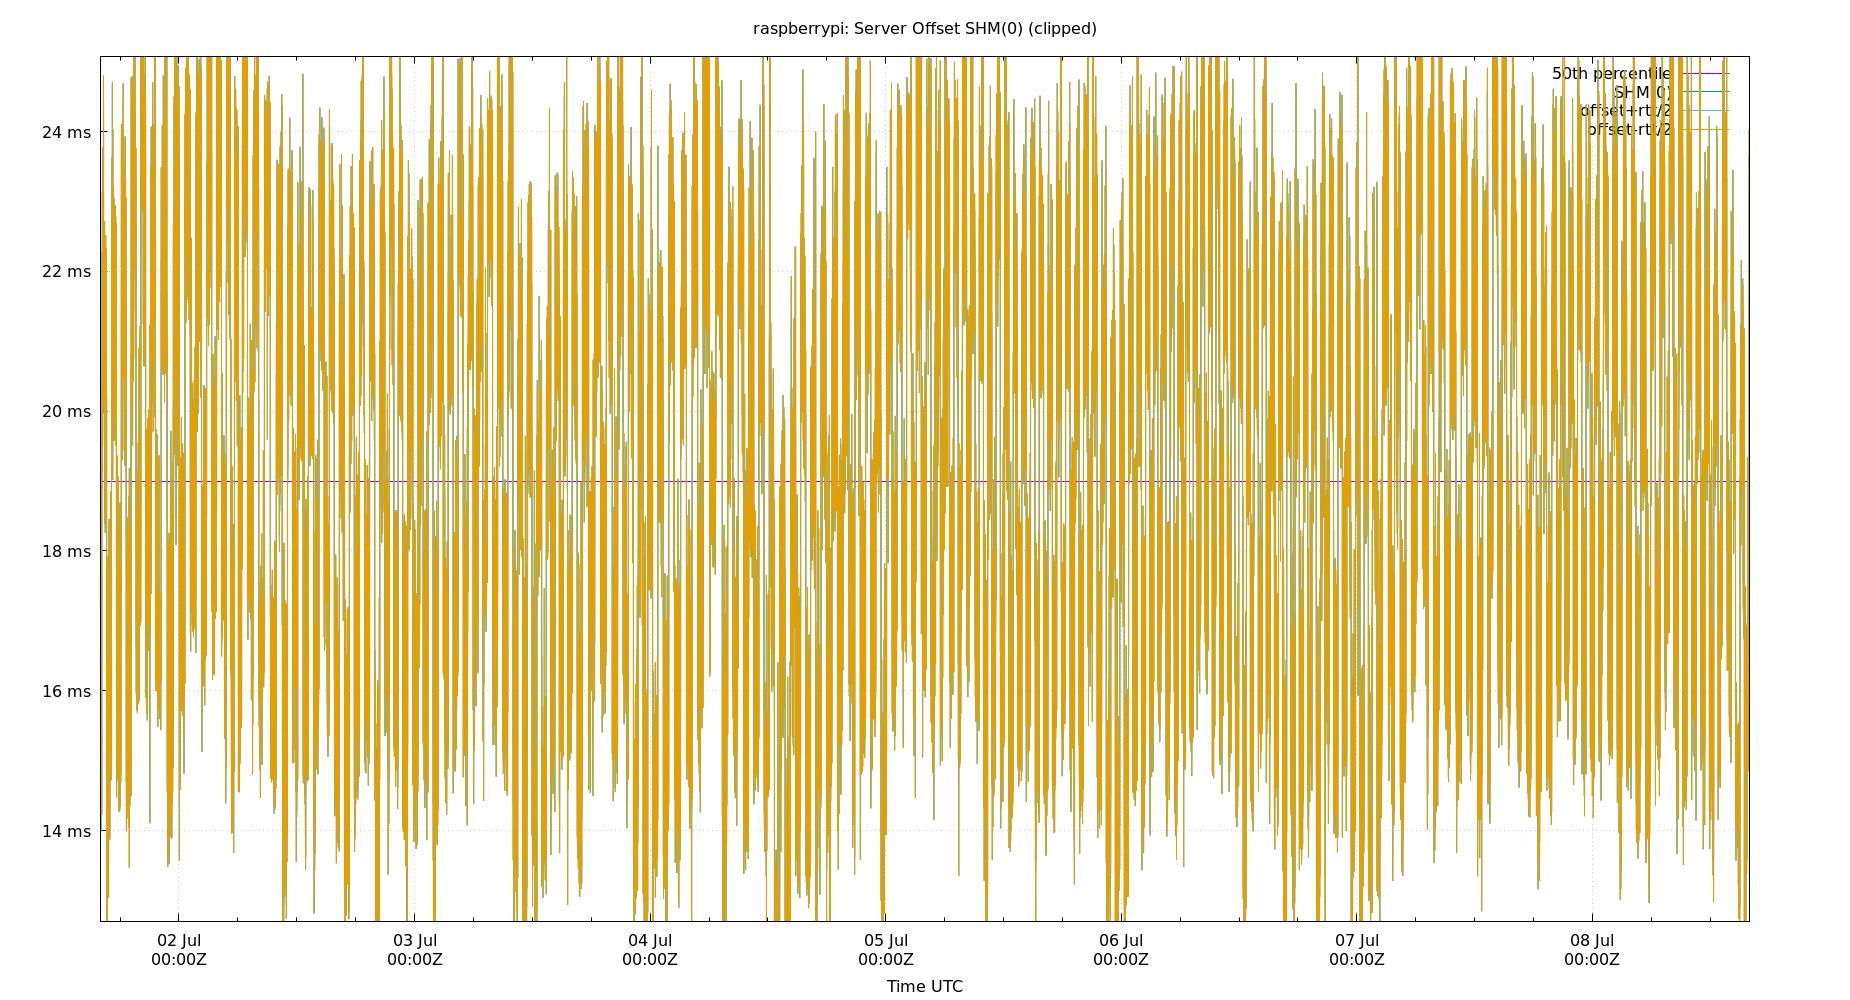 raspberrypi: Server Offset SHM(0) (clipped)
50th percentile
SHM(0)
offset+rtt/2
offset-rtt/2
24 ms
22 ms
20 ms
18 ms
16 ms
14 ms
02 Jul
00:00Z
03 Jul
00:00Z
04 Jul
00:00Z
05 Jul
00:00Z
06 Jul
00:00Z
07 Jul
00:00Z
08 Jul
00:00Z
Time UTC